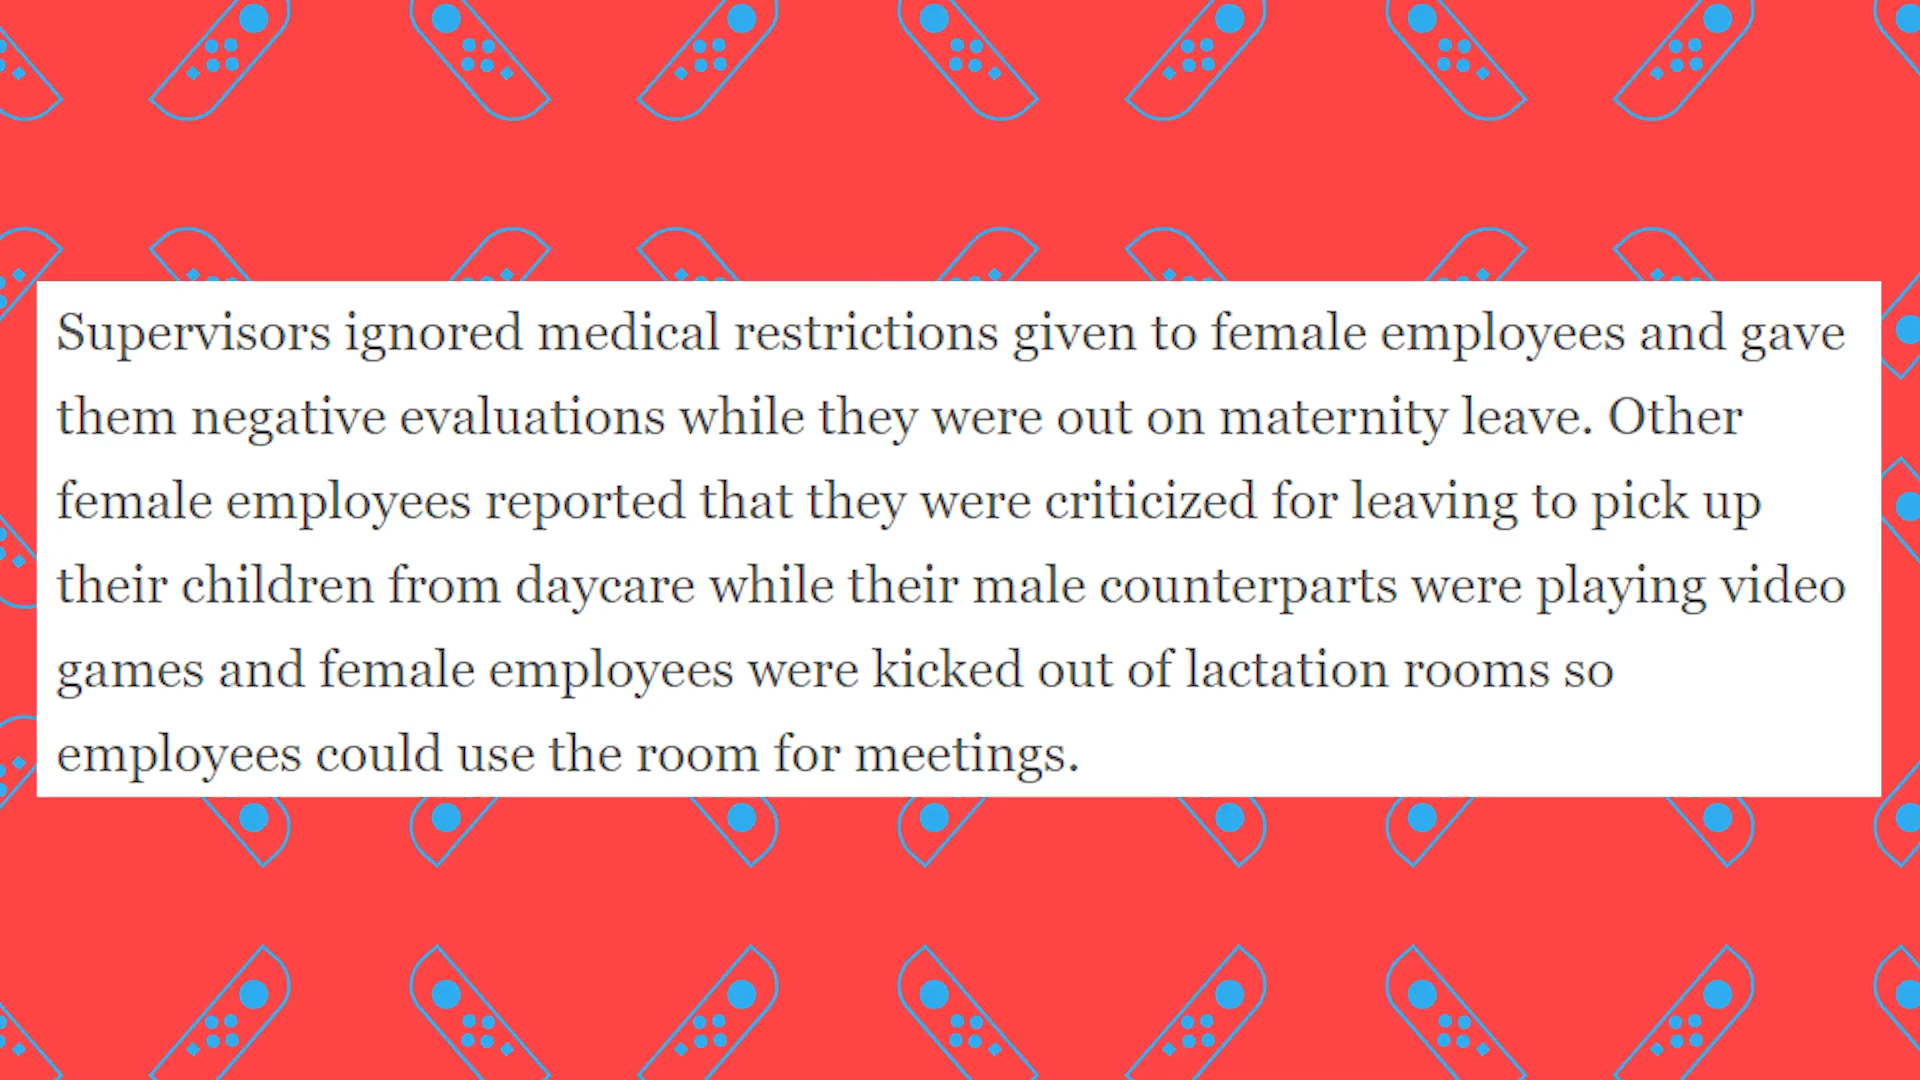 Supervisors ignored medical restrictions given to female employees and gave
them negative evaluations while they were out on maternity leave. Other
female employees reported that they were criticized for leaving to pick up
their children from daycare while their male counterparts were playing video
games and female employees were kicked out of lactation rooms so
employees could use the room for meetings.